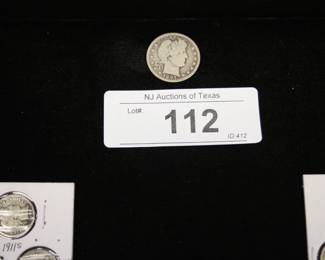 NJ Auctions of Texas
Lot#:
112
ID:412
1911s